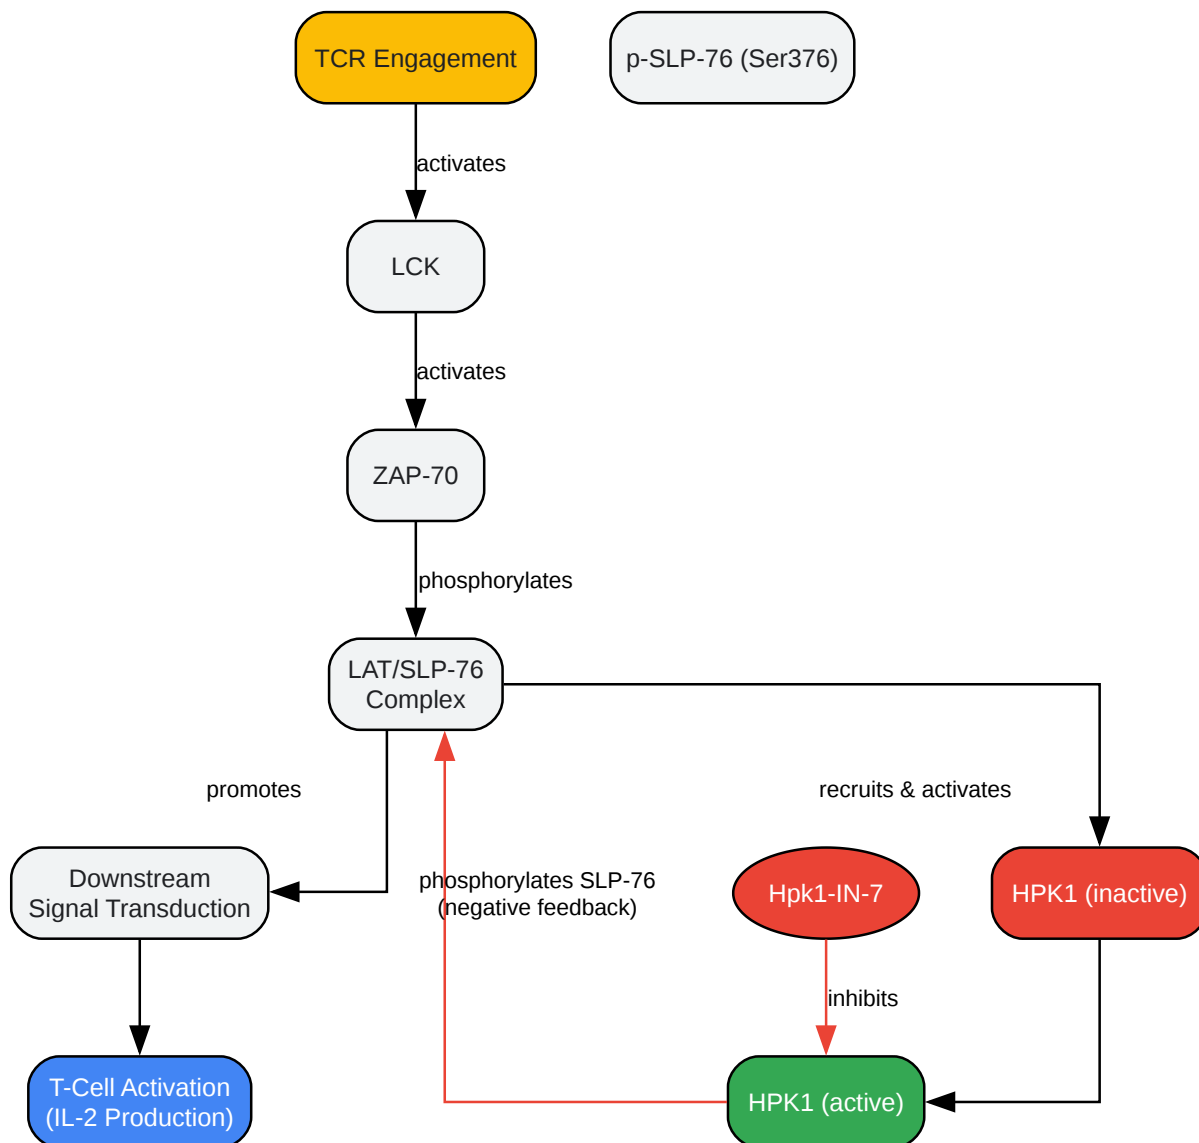 TCR Engagement
p-SLP-76 (Ser376)
activates
LCK
activates
ZAP-70
phosphorylates
LAT/SLP-76
Complex
promotes
recruits & activates
Downstream
Signal Transduction
phosphorylates SLP-76
(negative feedback)
Hpk1-IN-7
HPK1 (inactive)
inhibits
T-Cell Activation
(IL-2 Production)
HPK1 (active)